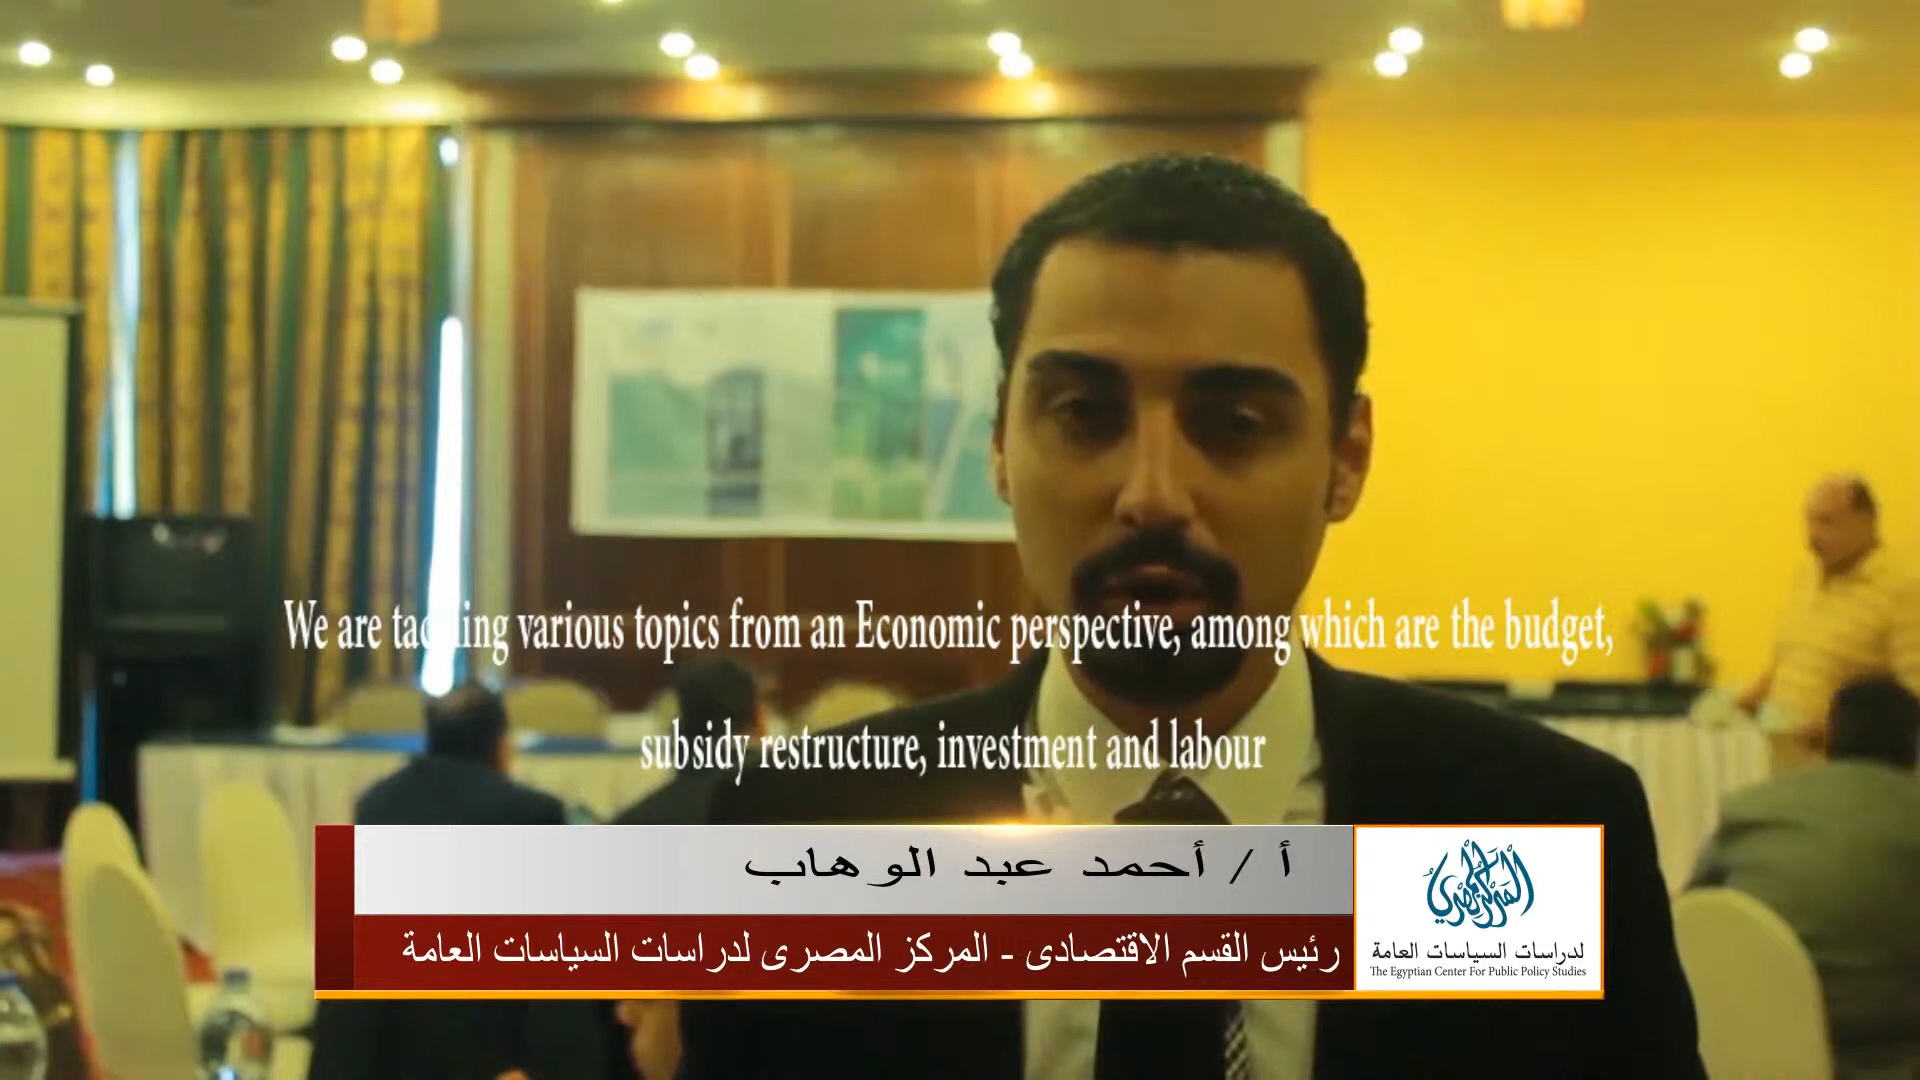 We are tackling various topics from an Economic perspective, among which are the budget,
subsidy restructure, investment and labour
أ / أحمد عبد الوهاب
رئيس القسم الاقتصادى - المركز المصرى لدراسات السياسات العامة
المركز المصري
لدراسات السياسات العامة
The Egyptian Center For Public Policy Studies